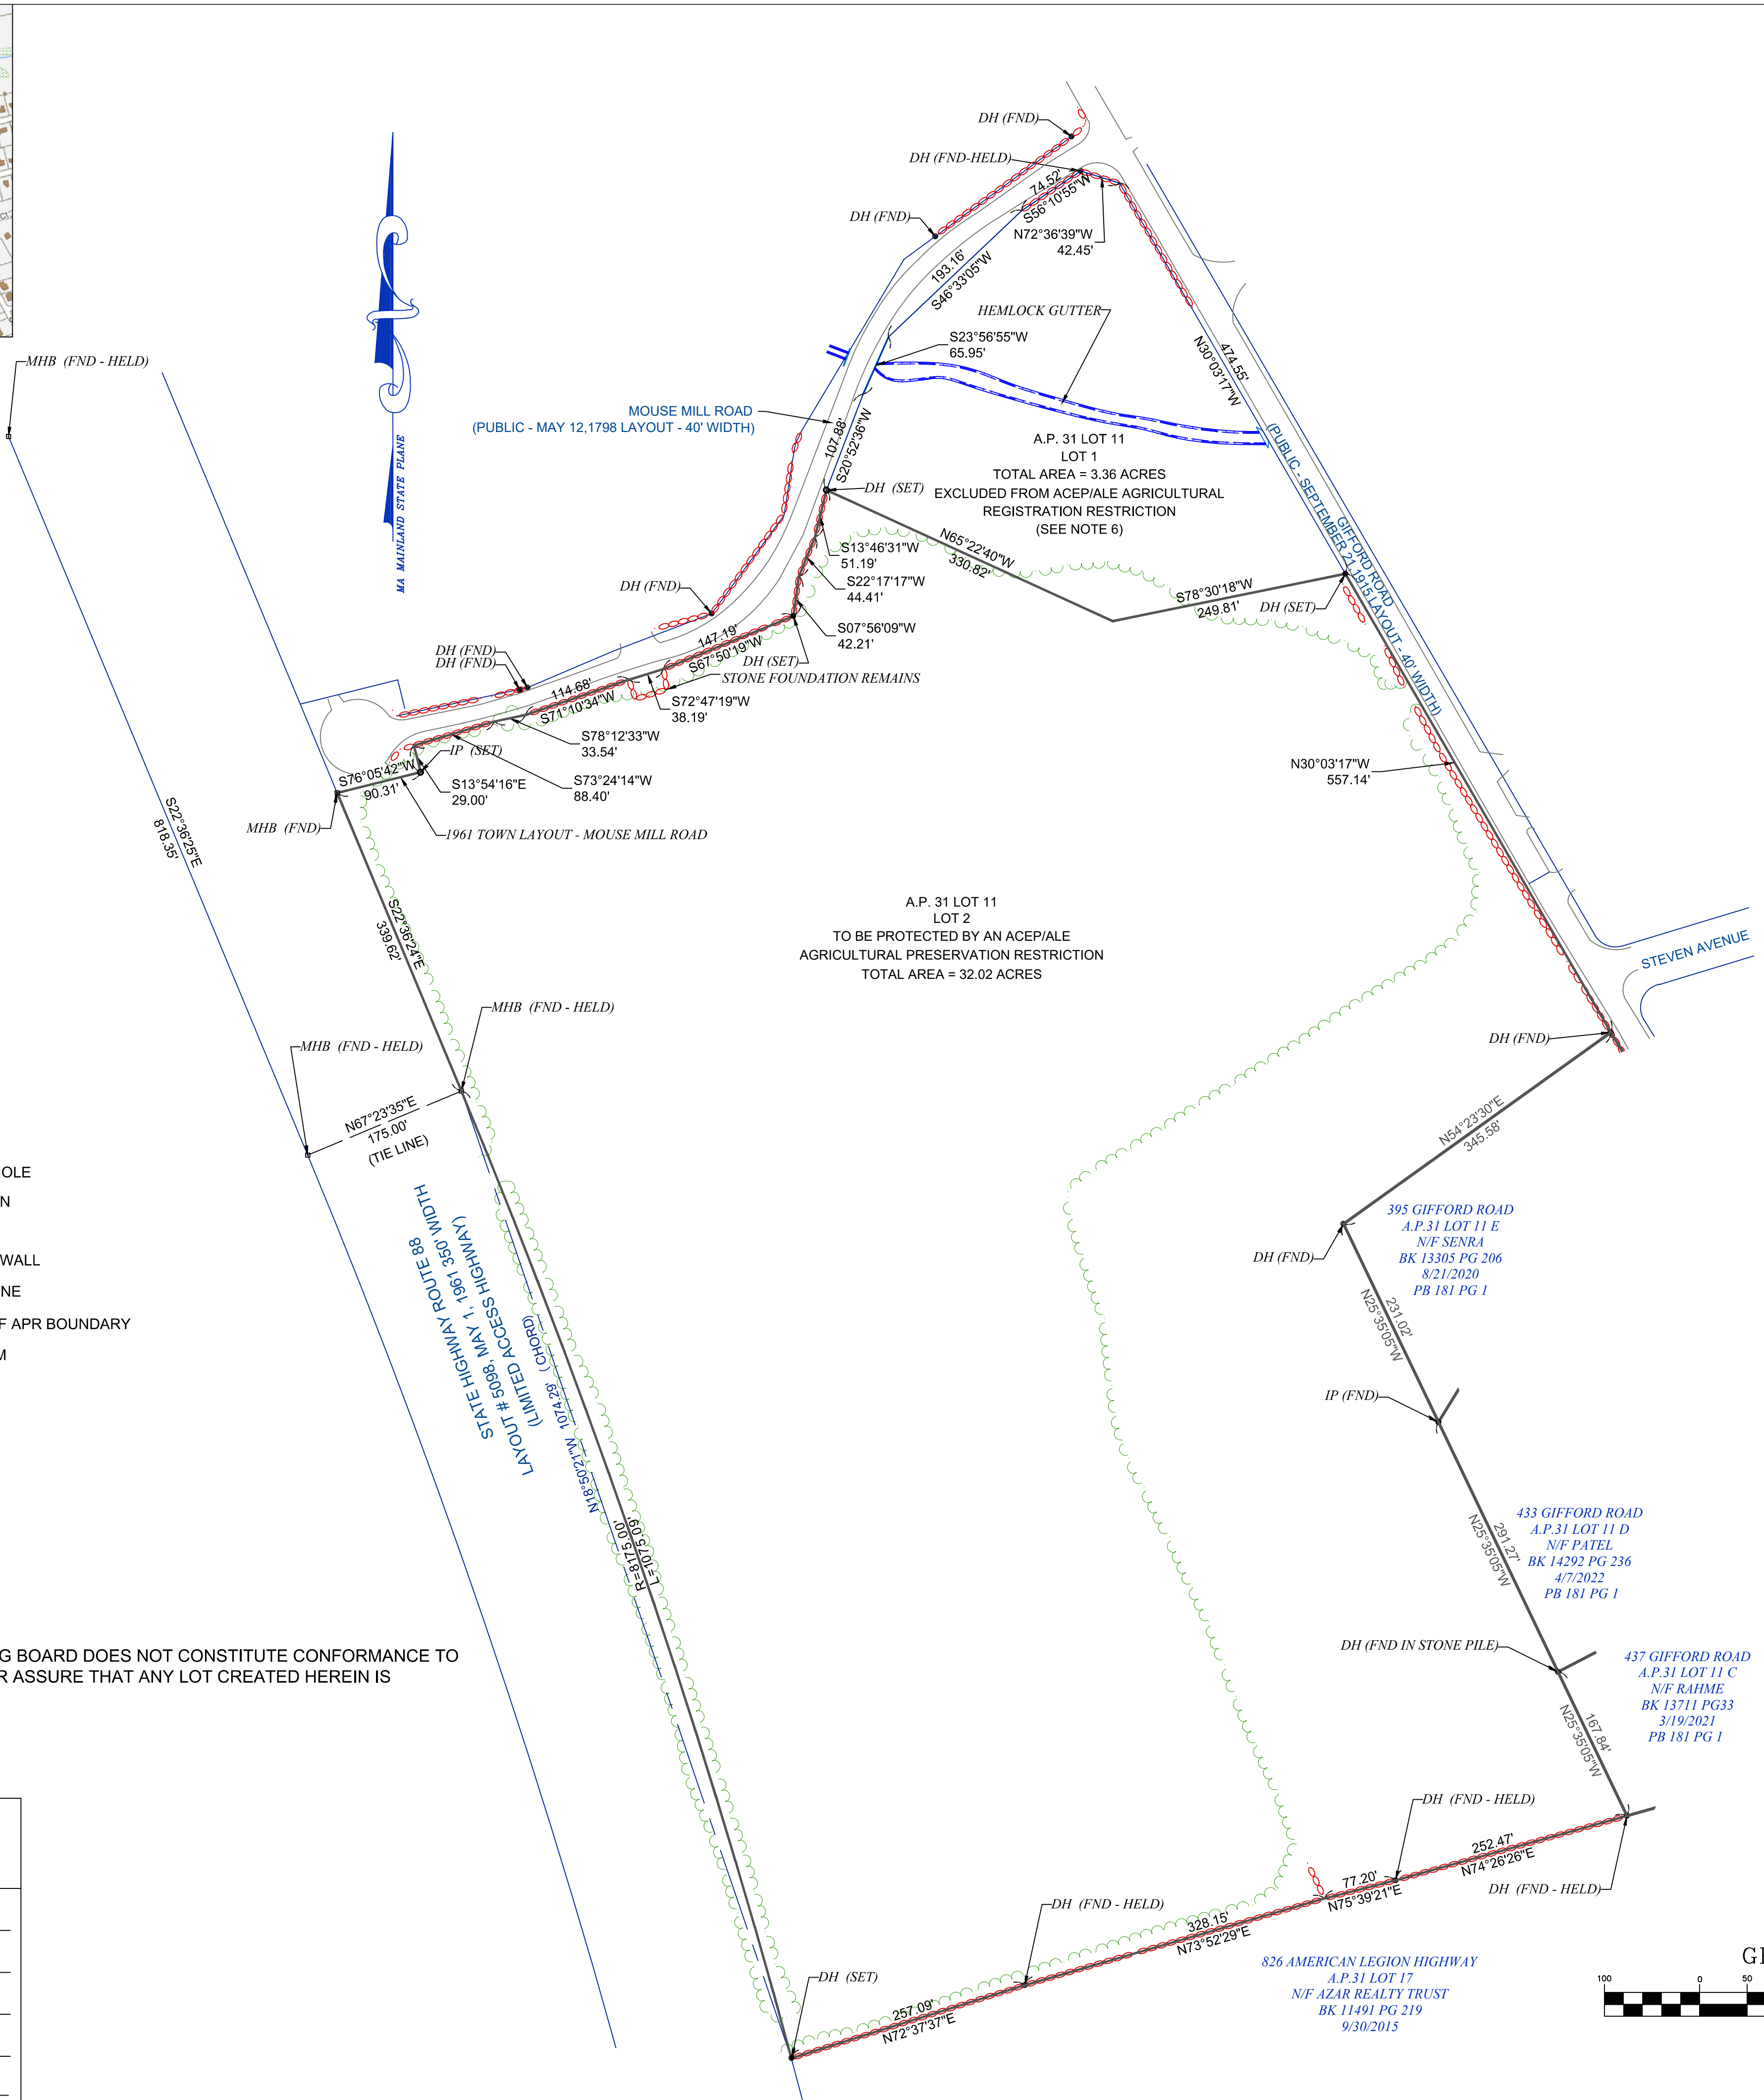 DH (FND)
DH (FND-HELD)
74.52'
S56°10'55"W
DH (FND)
N72°36'39"W
42.45'
193.16'
S46°33'05"W
HEMLOCK GUTTER
S23°56'55"W
65.95'
474.55'
N30°03'17"W
MHB (FND - HELD)
MOUSE MILL ROAD
(PUBLIC - MAY 12,1798 LAYOUT - 40' WIDTH)
MA MAINLAND STATE PLANE
107.88'
S20°52'36"W
A.P. 31 LOT 11
LOT 1
TOTAL AREA = 3.36 ACRES
EXCLUDED FROM ACEP/ALE AGRICULTURAL
REGISTRATION RESTRICTION
(SEE NOTE 6)
GIFFORD ROAD
(PUBLIC - SEPTEMBER 21,1915 LAYOUT - 40' WIDTH)
DH (SET)
N65°22'40"W
330.82'
S13°46'31"W
51.19'
S22°17'17"W
44.41'
S78°30'18"W
249.81'
DH (SET)
DH (FND)
S07°56'09"W
42.21'
147.19'
S67°50'19"W
DH (SET)
STONE FOUNDATION REMAINS
DH (FND)
DH (FND)
114.68'
S71°10'34"W
S72°47'19"W
38.19'
S78°12'33"W
33.54'
IP (SET)
S76°05'42"W
90.31'
S13°54'16"E
29.00'
S73°24'14"W
88.40'
N30°03'17"W
557.14'
MHB (FND)
1961 TOWN LAYOUT - MOUSE MILL ROAD
S22°36'25"E
818.35'
S22°36'24"E
339.62'
A.P. 31 LOT 11
LOT 2
TO BE PROTECTED BY AN ACEP/ALE
AGRICULTURAL PRESERVATION RESTRICTION
TOTAL AREA = 32.02 ACRES
STEVEN AVENUE
MHB (FND - HELD)
MHB (FND - HELD)
DH (FND)
N67°23'35"E
175.00'
(TIE LINE)
N54°23'30"E
345.58'
OLE
N
WALL
NE
F APR BOUNDARY
M
STATE HIGHWAY ROUTE 88
LAYOUT # 5098, MAY 1, 1961 350' WIDTH
(LIMITED ACCESS HIGHWAY)
N18°50'21"W 1074.29' (CHORD)
R=8175.00'
L=1075.09'
395 GIFFORD ROAD
A.P.31 LOT 11 E
N/F SENRA
BK 13305 PG 206
8/21/2020
PB 181 PG 1
DH (FND)
231.02'
N25°35'05"W
IP (FND)
291.27'
N25°35'05"W
433 GIFFORD ROAD
A.P.31 LOT 11 D
N/F PATEL
BK 14292 PG 236
4/7/2022
PB 181 PG 1
DH (FND IN STONE PILE)
437 GIFFORD ROAD
A.P.31 LOT 11 C
N/F RAHME
BK 13711 PG33
3/19/2021
PB 181 PG 1
G BOARD DOES NOT CONSTITUTE CONFORMANCE TO
R ASSURE THAT ANY LOT CREATED HEREIN IS
167.84'
N25°35'05"W
DH (FND - HELD)
252.47'
N74°26'26"E
DH (FND - HELD)
77.20'
N75°39'21"E
DH (FND - HELD)
328.15'
N73°52'29"E
DH (SET)
257.09'
N72°37'37"E
826 AMERICAN LEGION HIGHWAY
A.P.31 LOT 17
N/F AZAR REALTY TRUST
BK 11491 PG 219
9/30/2015
100 0 50